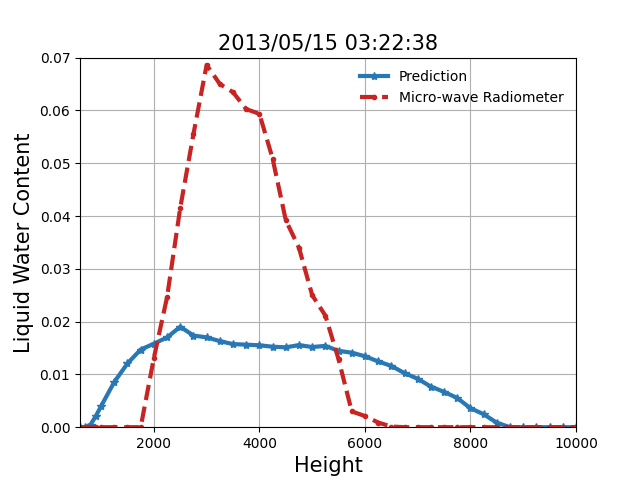 2013/05/15 03:22:38
Prediction
Micro-wave Radiometer
Liquid Water Content
0.07
0.06
0.05
0.04
0.03
0.02
0.01
0.00
2000 4000 6000 8000 10000
Height